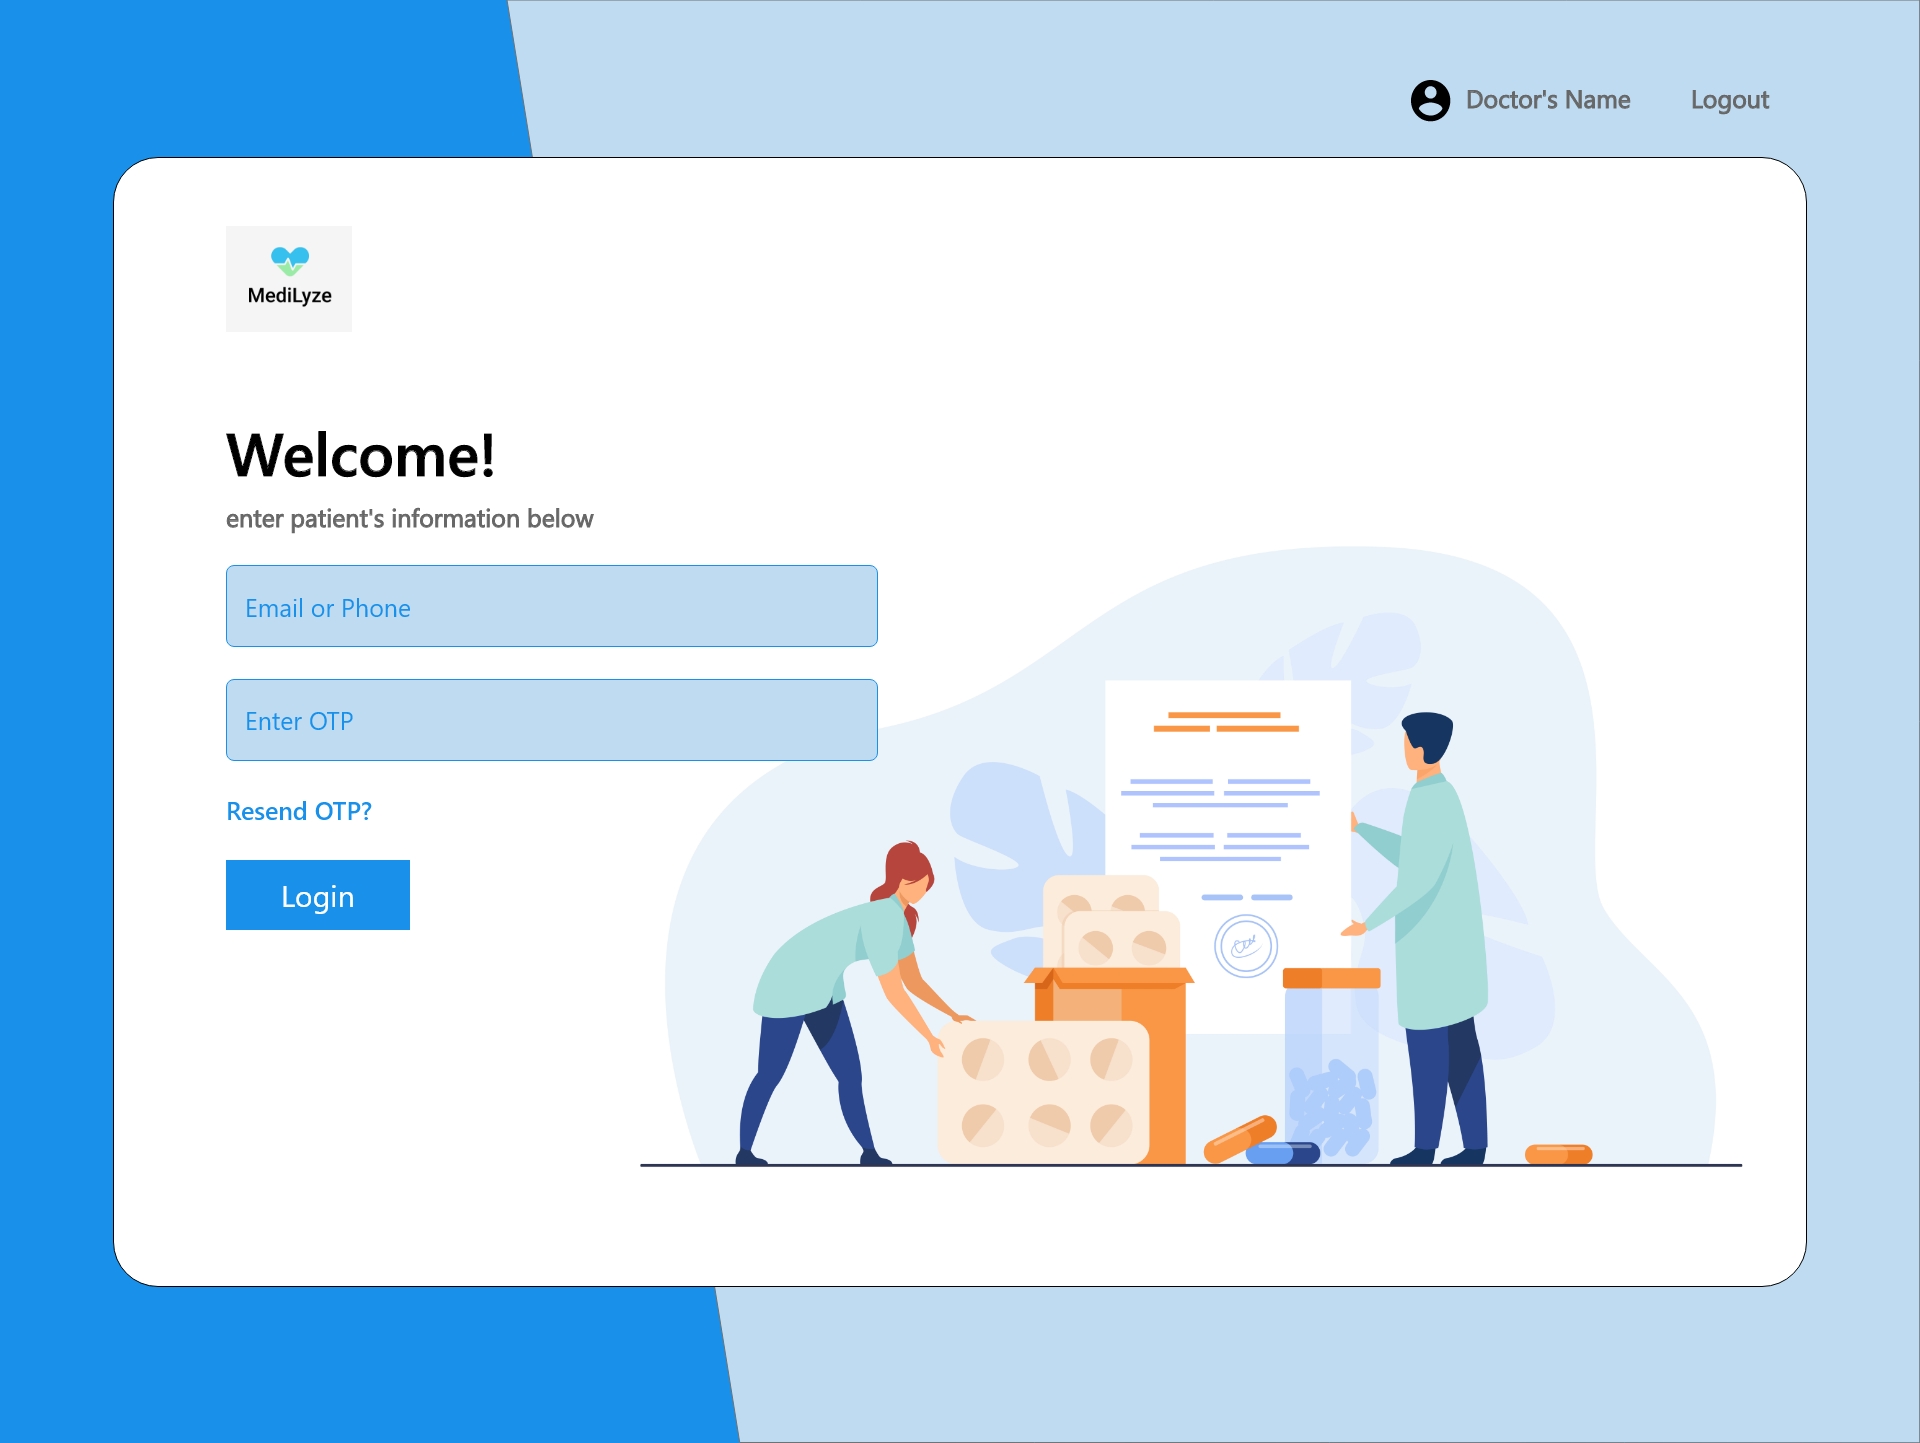 Doctor's Name
Logout
MediLyze
Welcome!
enter patient's information below
Email or Phone
Enter OTP
Resend OTP?
Login